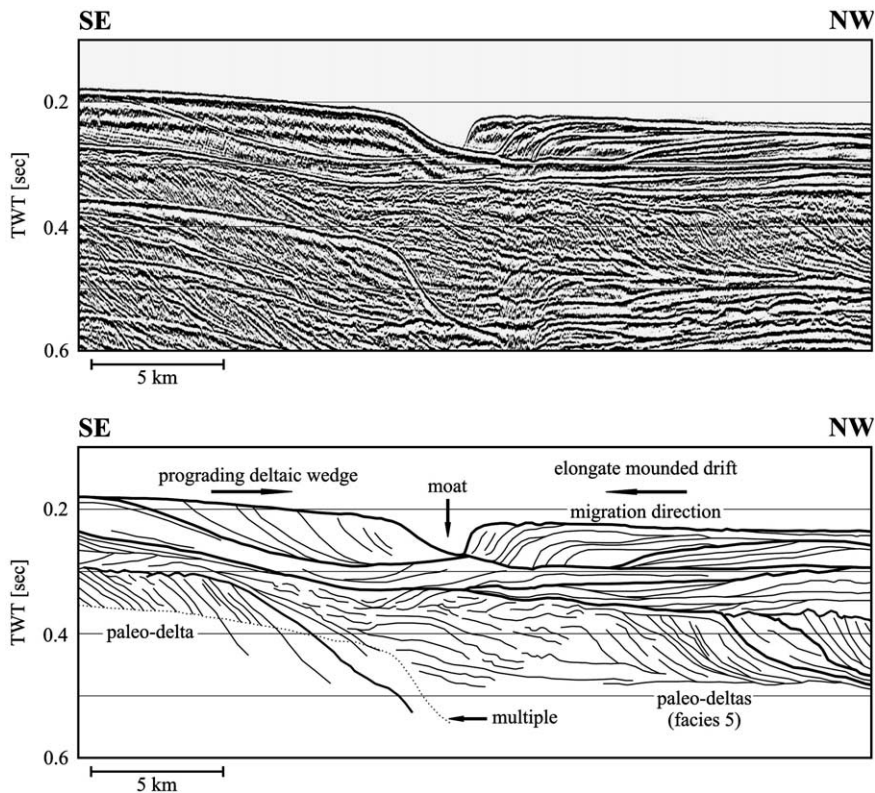 SE NW
0.2
0.4
0.6
TWT [sec]
5 km
SE NW
prograding deltaic wedge
moat
elongate mounded drift
migration direction
0.2
0.3
0.4
0.6
TWT [sec]
paleo-delta
multiple
paleo-deltas
(facies 5)
5 km